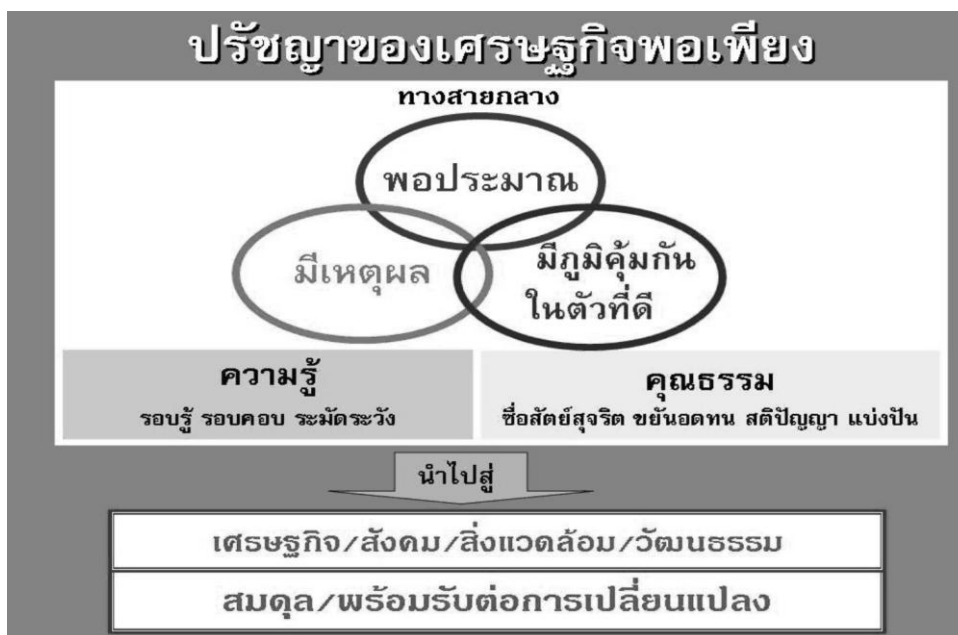 ปรัชญาของเศรษฐกิจพอเพียง
ทางสายกลาง
พอประมาณ
มีเหตุผล
มีภูมิคุ้มกัน
ในตัวที่ดี
ความรู้
รอบรู้ รอบคอบ ระมัดระวัง
คุณธรรม
ซื่อสัตย์สุจริต ขยันอดทน สติปัญญา แบ่งปัน
นำไปสู่
เศรษฐกิจ/สังคม/สิ่งแวดล้อม/วัฒนธรรม
สมดุล/พร้อมรับต่อการเปลี่ยนแปลง